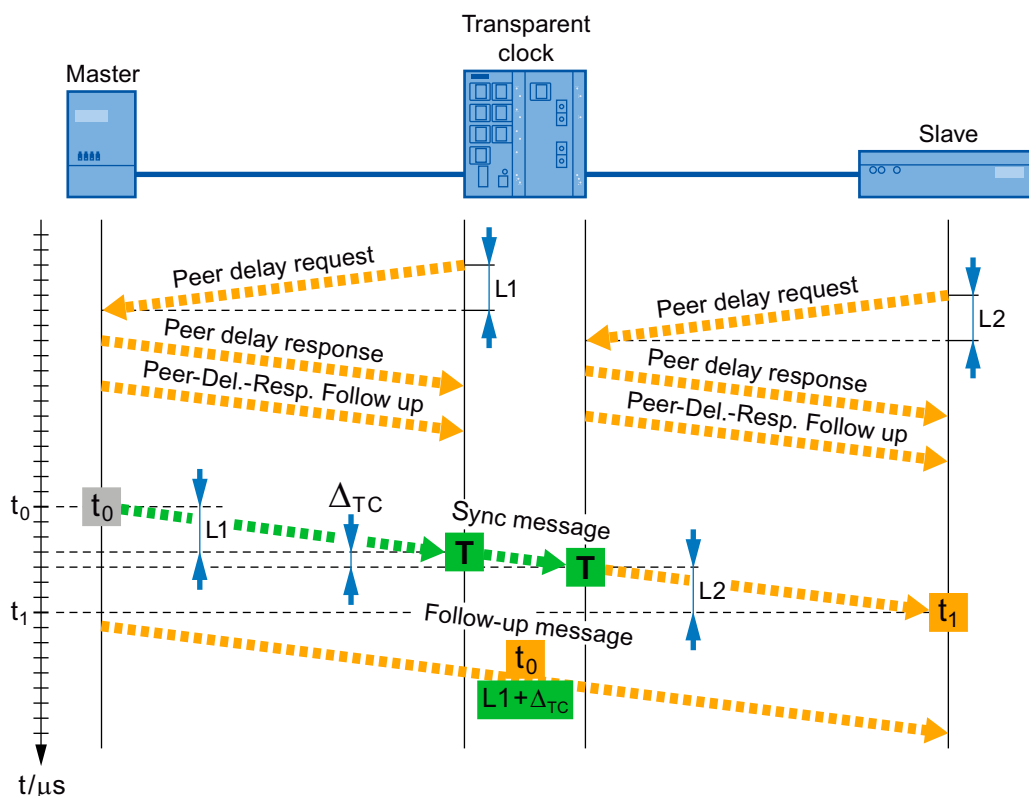 Transparent
clock
Master
Slave
Peer delay request
L1
Peer delay request
L2
Peer delay response
Peer delay response
Peer-Del.-Resp. Follow up
Peer-Del.-Resp. Follow up
t₀
t₀
L1
Δ_TC
Sync message
T
T
L2
t₁
t₁
Follow-up message
t₀
L1+Δ_TC
t/μs